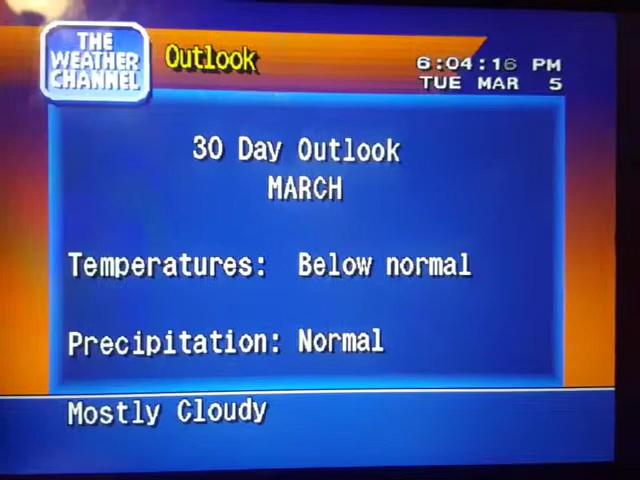 THE
WEATHER
CHANNEL
Outlook
6:04:16 PM
TUE MAR 5
30 Day Outlook
MARCH
Temperatures: Below normal
Precipitation: Normal
Mostly Cloudy